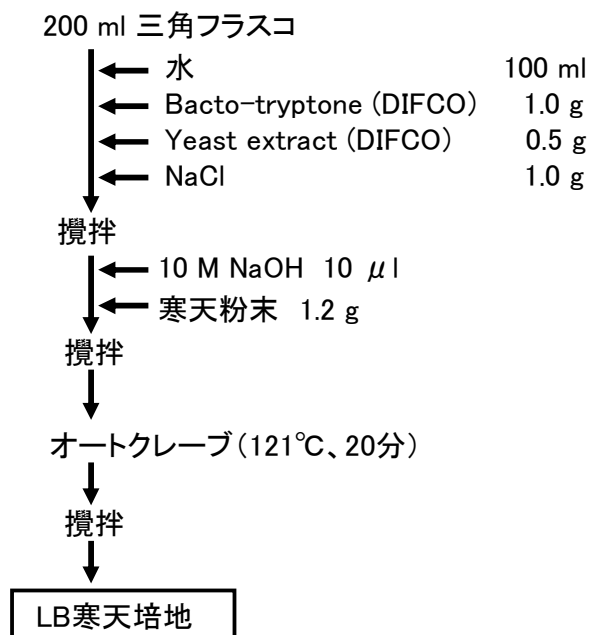 200 ml 三角フラスコ
水 100 ml
Bacto-tryptone (DIFCO) 1.0 g
Yeast extract (DIFCO) 0.5 g
NaCl 1.0 g
攪拌
10 M NaOH 10 μl
寒天粉末 1.2 g
攪拌
オートクレーブ(121℃、20分)
攪拌
LB寒天培地